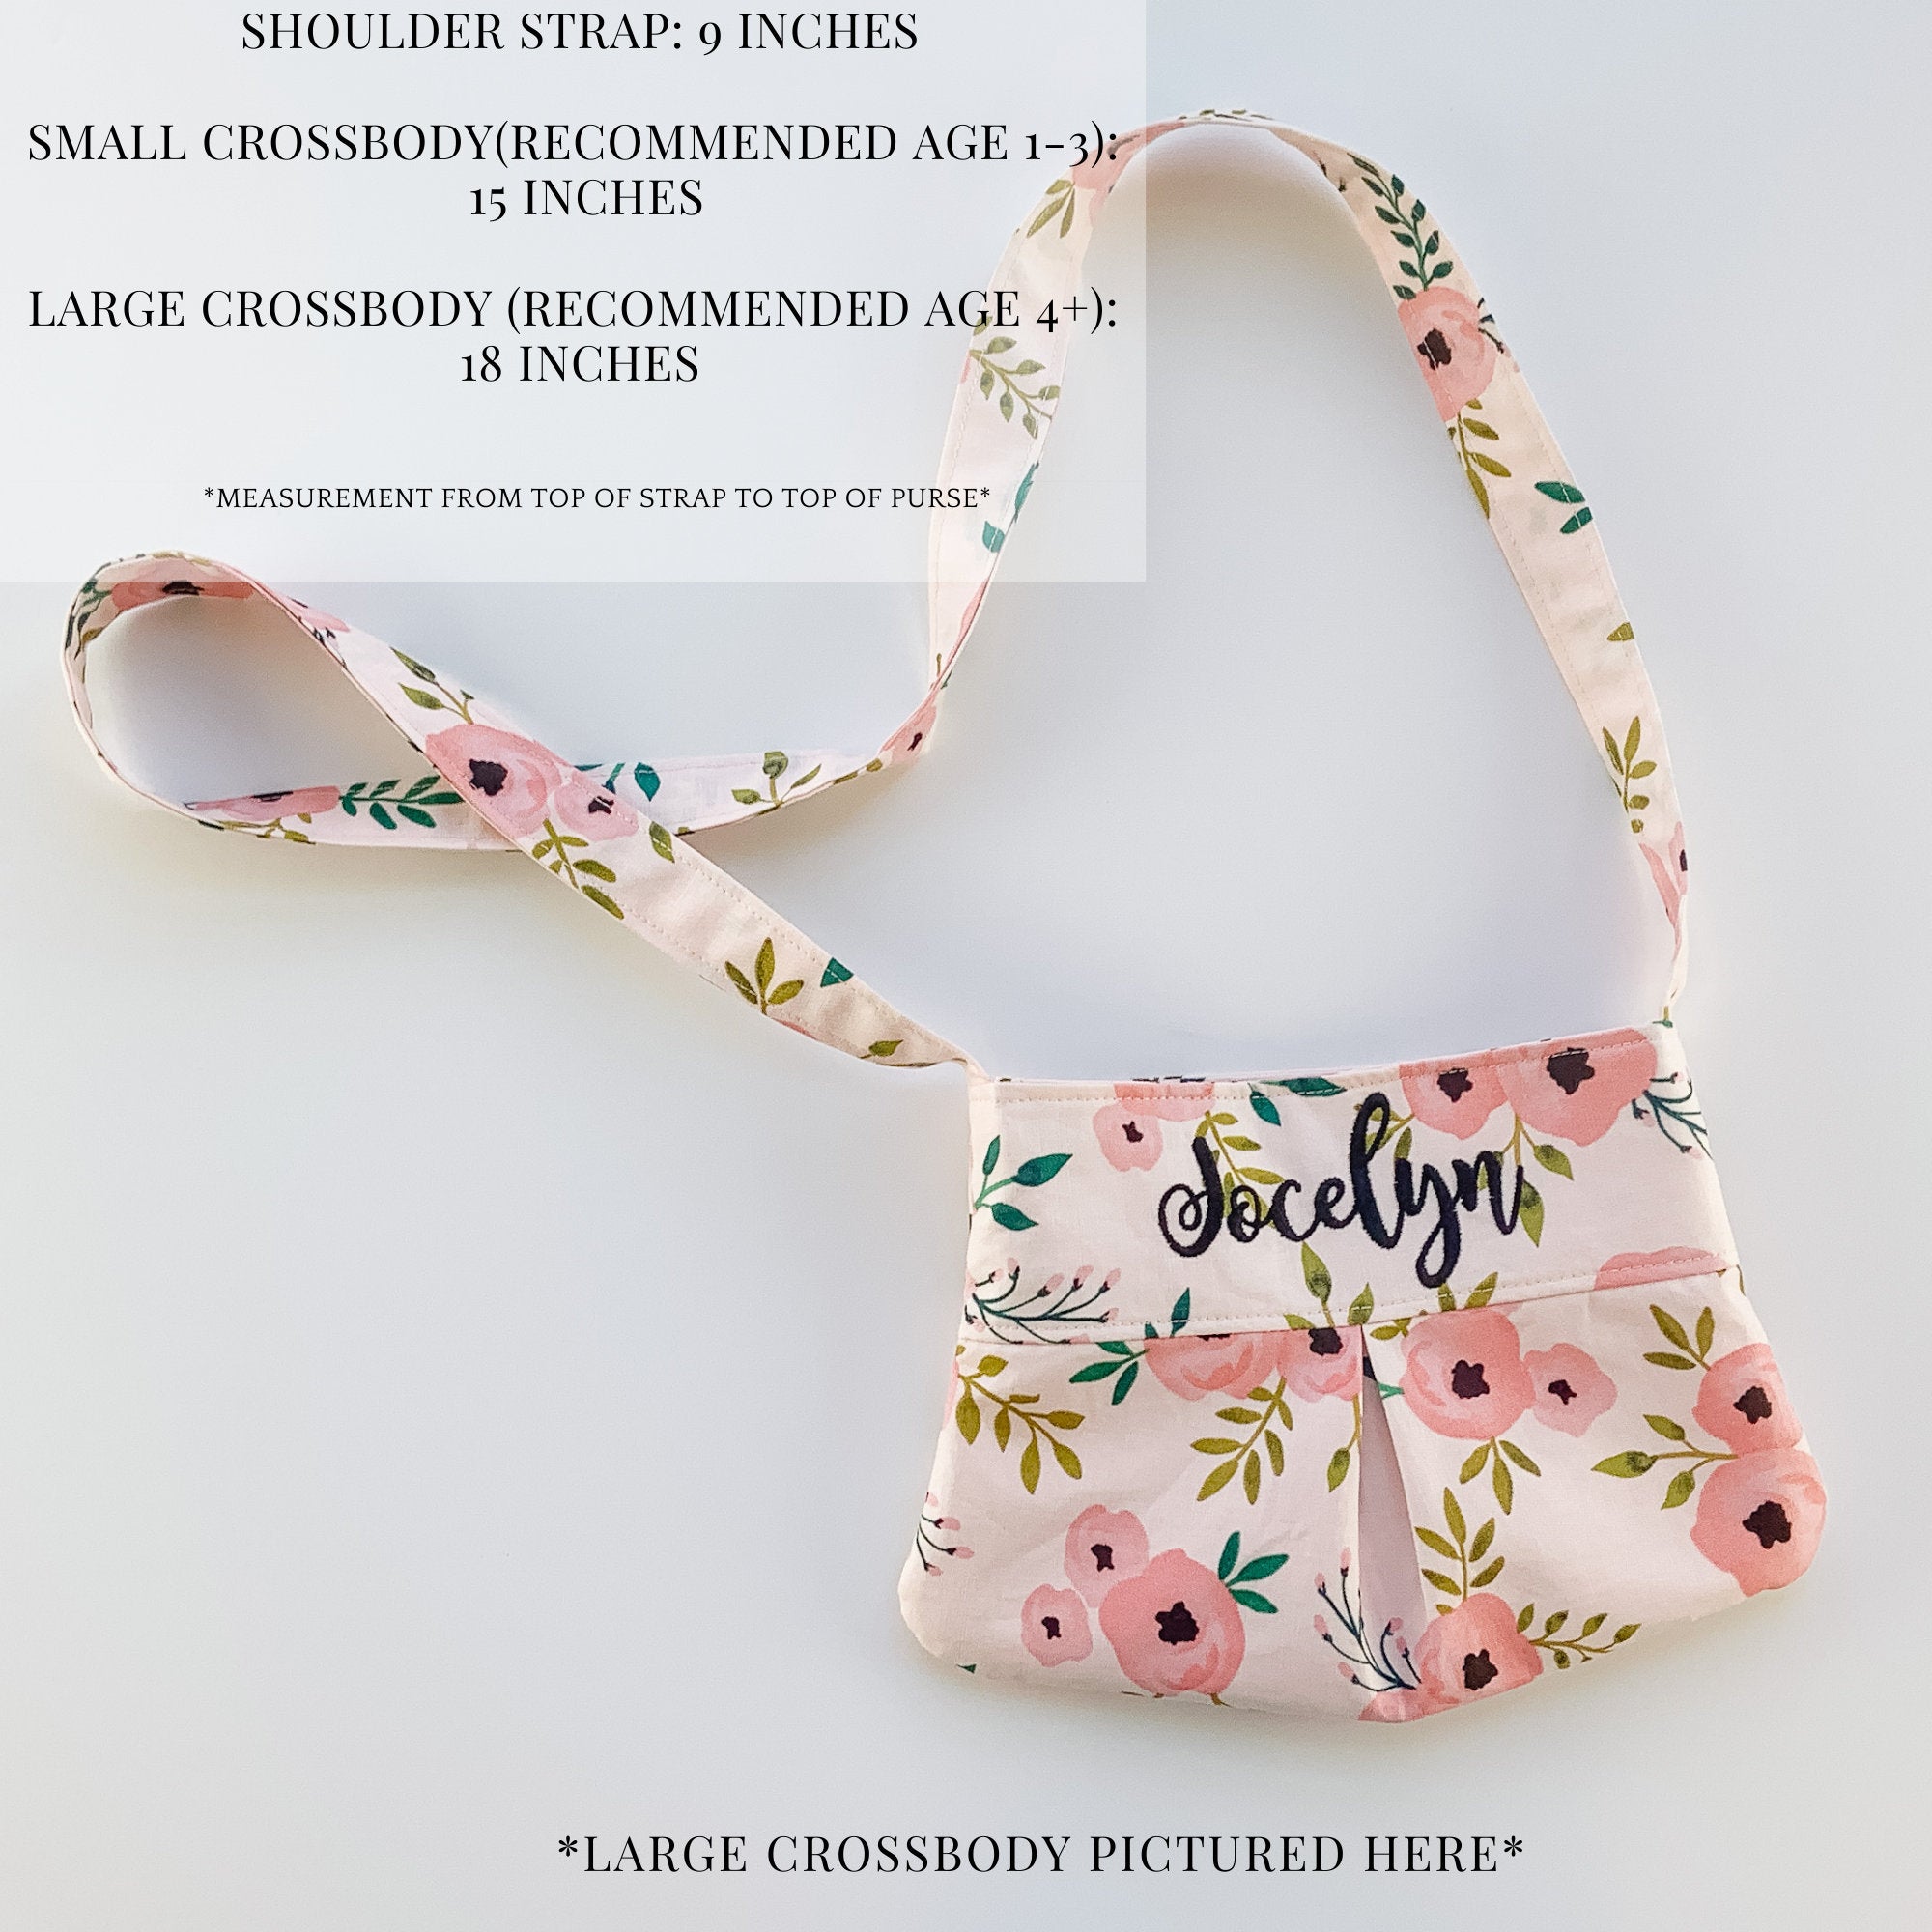 SHOULDER STRAP: 9 INCHES
SMALL CROSSBODY(RECOMMENDED AGE 1-3):
15 INCHES
LARGE CROSSBODY (RECOMMENDED AGE 4+):
18 INCHES
*MEASUREMENT FROM TOP OF STRAP TO TOP OF PURSE*
Jocelyn
*LARGE CROSSBODY PICTURED HERE*